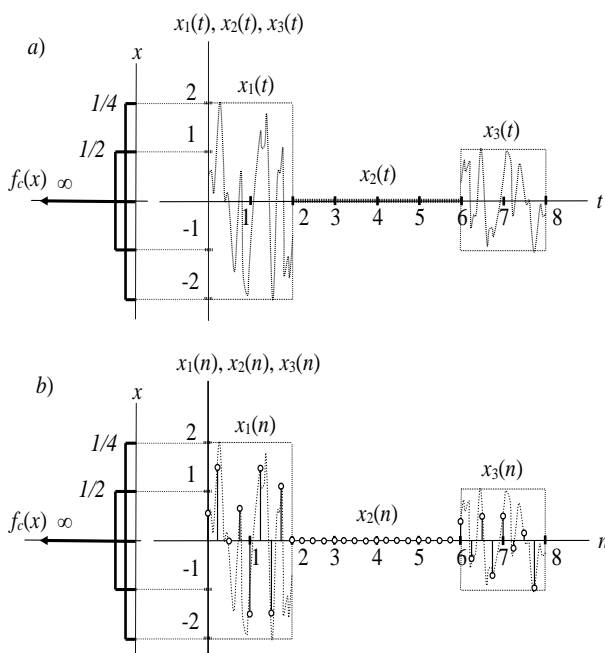 x₁(t), x₂(t), x₃(t)
a)
x
x₁(t)
1/4
2
x₃(t)
1/2
1
f_c(x) ∞
x₂(t)
t
1 2 3 4 5 6 7 8
-1
-2
x₁(n), x₂(n), x₃(n)
b)
x
x₁(n)
1/4
2
x₃(n)
1/2
1
f_c(x) ∞
x₂(n)
n
1 2 3 4 5 6 7 8
-1
-2